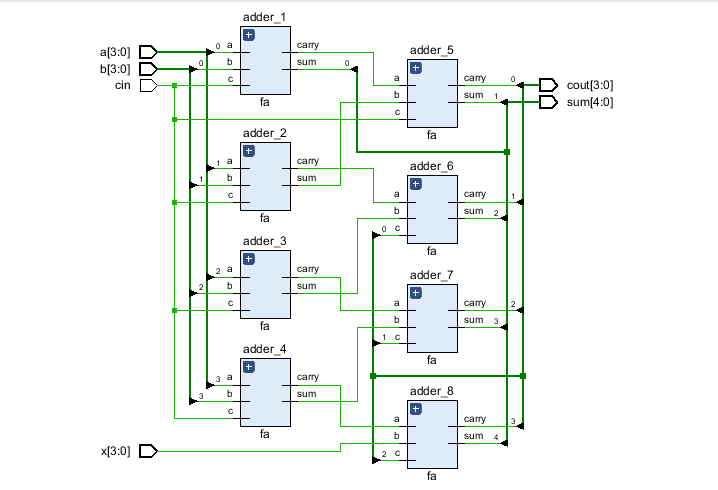 adder_1
a[3:0]
0 a
carry
b[3:0]
0 b
sum
0
cin
c
fa
adder_5
a
carry
0
cout[3:0]
b
sum
1
sum[4:0]
c
fa
adder_2
1 a
carry
1 b
sum
c
fa
adder_6
a
carry
1
b
sum
2
0 c
fa
adder_3
2 a
carry
2 b
sum
c
fa
adder_7
a
carry
2
b
sum
3
1 c
fa
adder_4
3 a
carry
3 b
sum
c
fa
adder_8
a
carry
3
x[3:0]
b
sum
4
2 c
fa